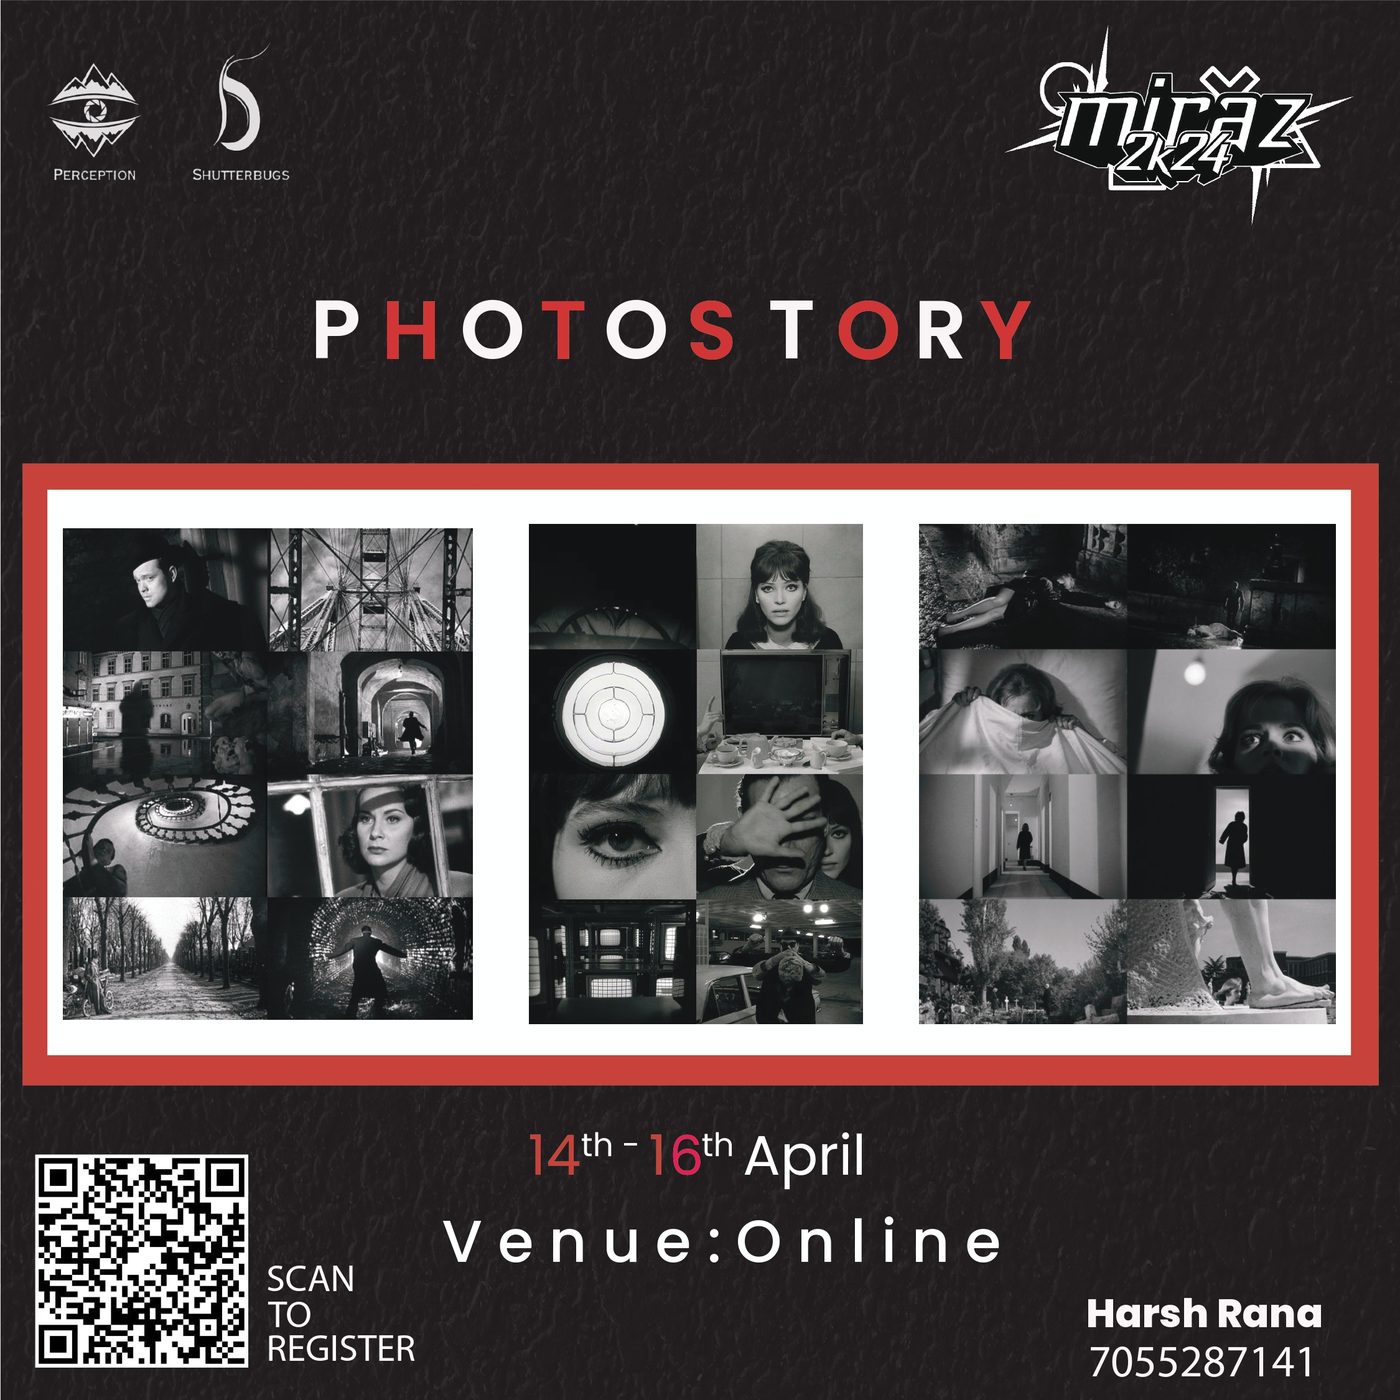 PERCEPTION
SHUTTERBUGS
miraz
2k24
PHOTOSTORY
14th - 16th April
Venue:Online
SCAN
TO
REGISTER
Harsh Rana
7055287141